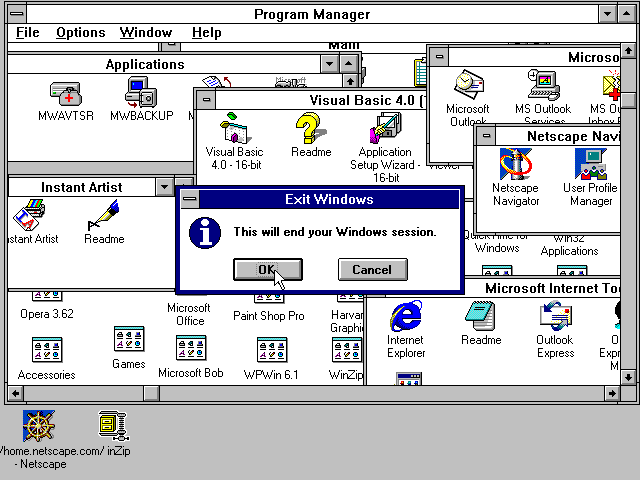 Program Manager
File Options Window Help
Main
Applications
Microso
MWAVTSR
MWBACKUP
Microsoft
Outlook
MS Outlook
Services
MS Ou
Inbox
Visual Basic 4.0 (
Visual Basic
4.0 - 16-bit
Readme
Application
Setup Wizard -
16-bit
Viewer
Netscape Navi
Netscape
Navigator
User Profile
Manager
Instant Artist
nstant Artist
Readme
Exit Windows
This will end your Windows session.
OK
Cancel
QuickTime for
Windows
Win32
Applications
Opera 3.62
Microsoft
Office
Paint Shop Pro
Harvar
Graphi
Microsoft Internet Too
Internet
Explorer
Readme
Outlook
Express
Ou
Expre
M
Accessories
Games
Microsoft Bob
WPWin 6.1
WinZip
/home.netscape.com/
- Netscape
inZip